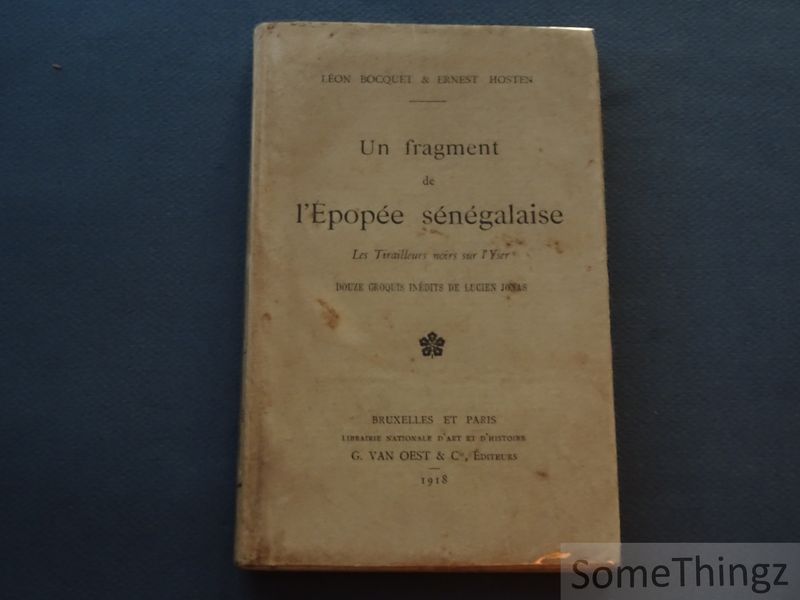 LÉON BOCQUET & ERNEST HOSTEN
Un fragment
de
l'Épopée sénégalaise
Les Tirailleurs noirs sur l'Yser
DOUZE CROQUIS INÉDITS DE LUCIEN JONAS
BRUXELLES ET PARIS
LIBRAIRIE NATIONALE D'ART ET D'HISTOIRE
G. VAN OEST & Cie, ÉDITEURS
1918
SomeThingz